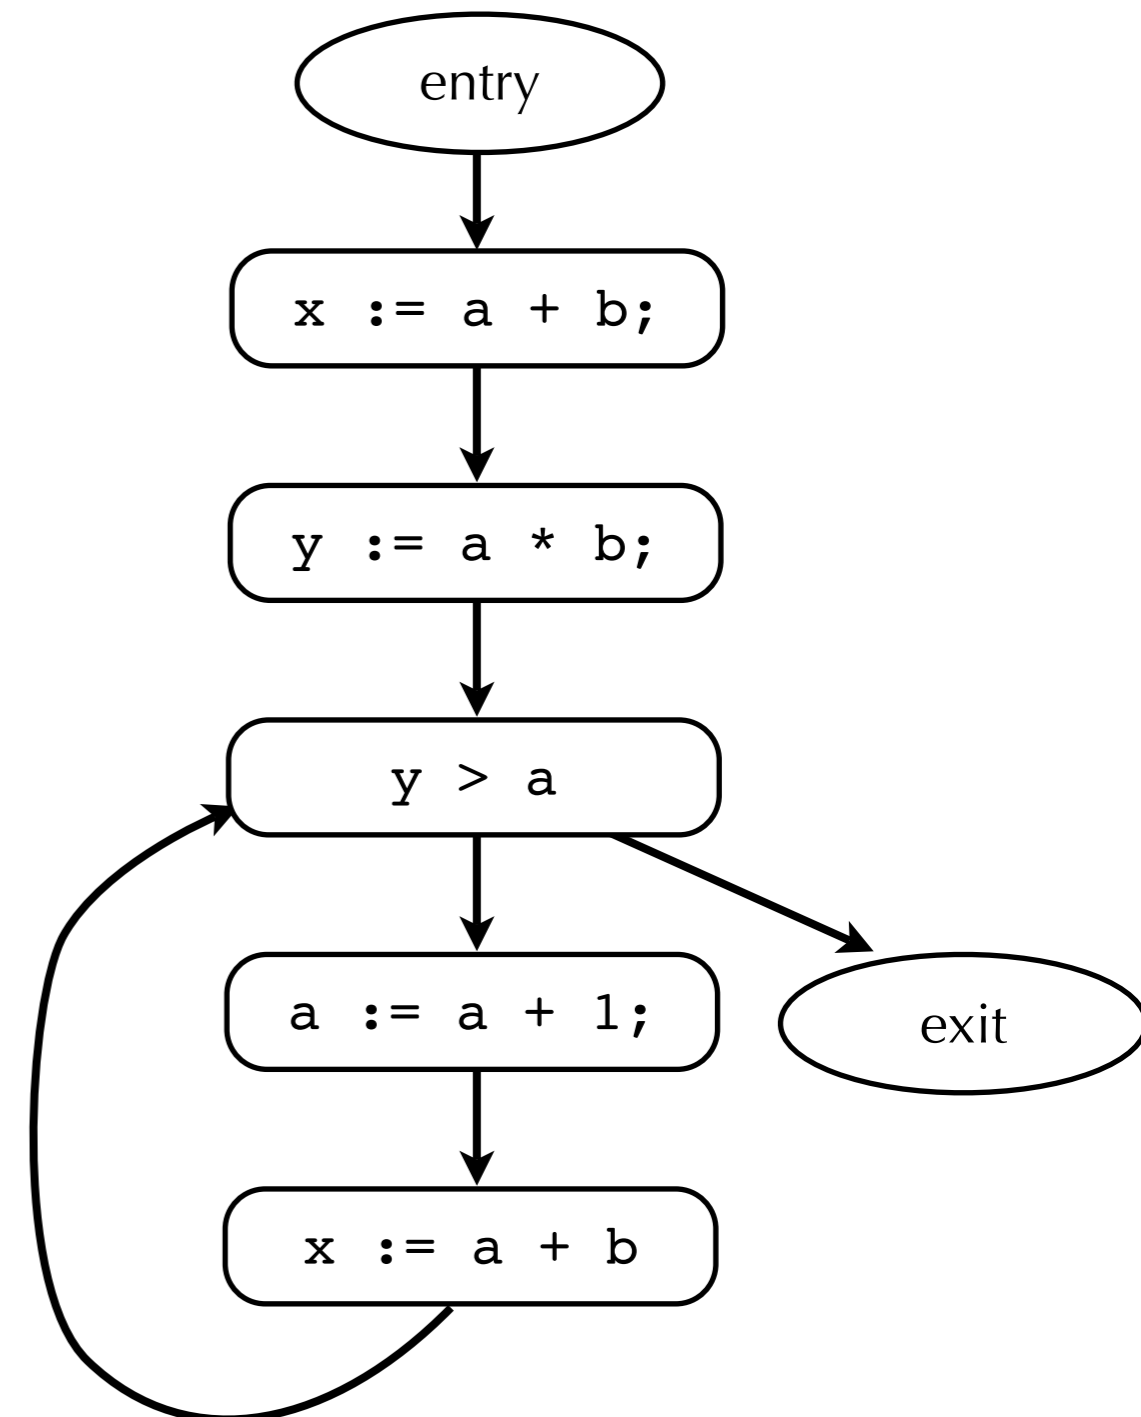 entry
x := a + b;
y := a * b;
y > a
a := a + 1;
exit
x := a + b